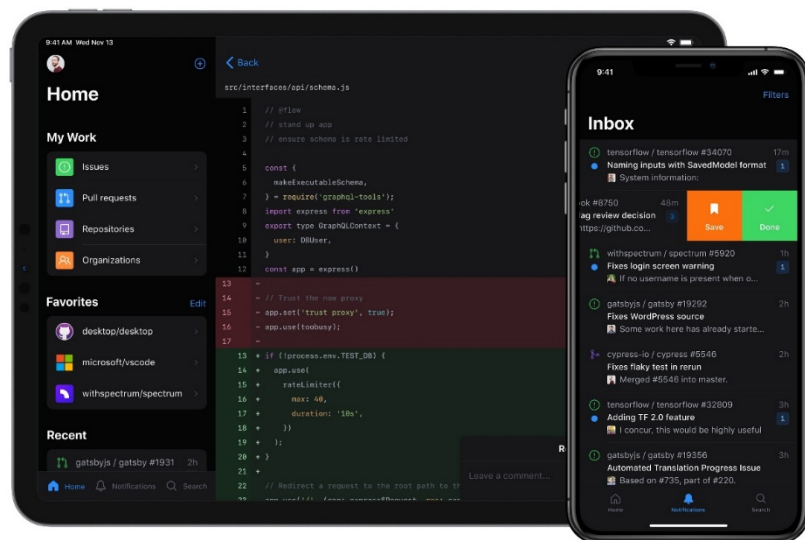 9:41 AM Wed Nov 13
Home
My Work
Issues
Pull requests
Repositories
Organizations
Favorites
Edit
desktop/desktop
microsoft/vscode
withspectrum/spectrum
Recent
gatsbyjs / gatsby #1931 2h
Home Notifications Search
Back
src/interfaces/api/schema.js
1 // @flow
2 // stand up app
3 // ensure schema is rate limited
4
5 const {
6 makeExecutableSchema,
7 } = require('graphql-tools');
8 import express from 'express'
9 export type GraphQLContext = {
10 user: DBUser,
11 }
12 const app = express()
13 -
14 - // Trust the now proxy
15 - app.set('trust proxy', true);
16 - app.use(toobusy);
17 -
13 + if (!process.env.TEST_DB) {
14 + app.use(
15 + rateLimiter({
16 + max: 40,
17 + duration: '10s',
18 + })
19 + );
20 + }
21 +
22 // Redirect a request to the root path to th
Leave a comment...
9:41
Filters
Inbox
tensorflow / tensorflow #34070 17m
Naming inputs with SavedModel format 1
System information:
ok #8750 48m
lag review decision 3
https://github.co...
Save
Done
withspectrum / spectrum #5920 1h
Fixes login screen warning 1
If no username is present when o...
gatsbyjs / gatsby #19292 2h
Fixes WordPress source
Some work here has already starte...
cypress-io / cypress #5546 2h
Fixes flaky test in rerun
Merged #5546 into master.
tensorflow / tensorflow #32809 3h
Adding TF 2.0 feature 1
I concur, this would be highly useful
gatsbyjs / gatsby #19356 3h
Automated Translation Progress Issue
Based on #735, part of #220.
Home Notifications Search